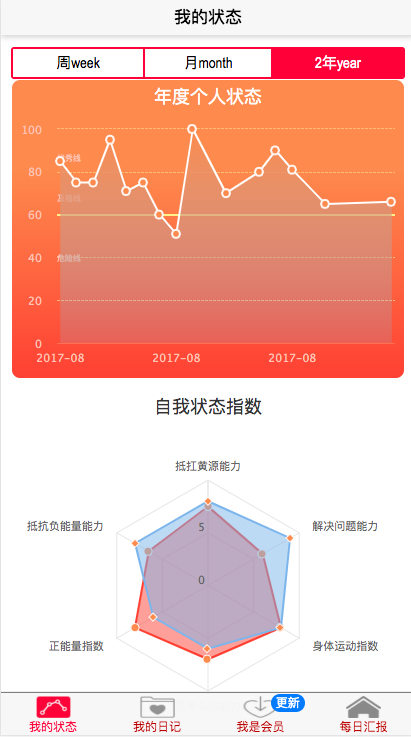 我的状态
周week
月month
2年year
年度个人状态
100
80
60
40
20
0
优秀线
危险线
2017-08
2017-08
2017-08
自我状态指数
抵扛黄源能力
抵抗负能量能力
解决问题能力
5
0
正能量指数
身体运动指数
更新
我的状态
我的日记
我是会员
每日汇报